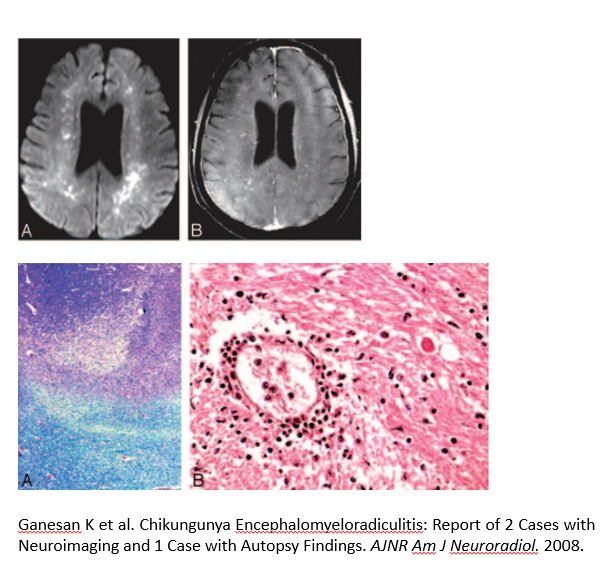 A
B
A
B
Ganesan K et al. Chikungunya Encephalomyeloradiculitis: Report of 2 Cases with
Neuroimaging and 1 Case with Autopsy Findings. AJNR Am J Neuroradiol. 2008.